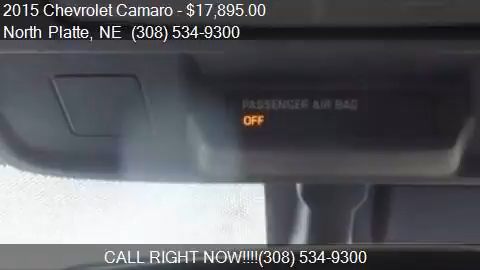 2015 Chevrolet Camaro - $17,895.00
North Platte, NE (308) 534-9300
PASSENGER AIR BAG
OFF
CALL RIGHT NOW!!!!(308) 534-9300